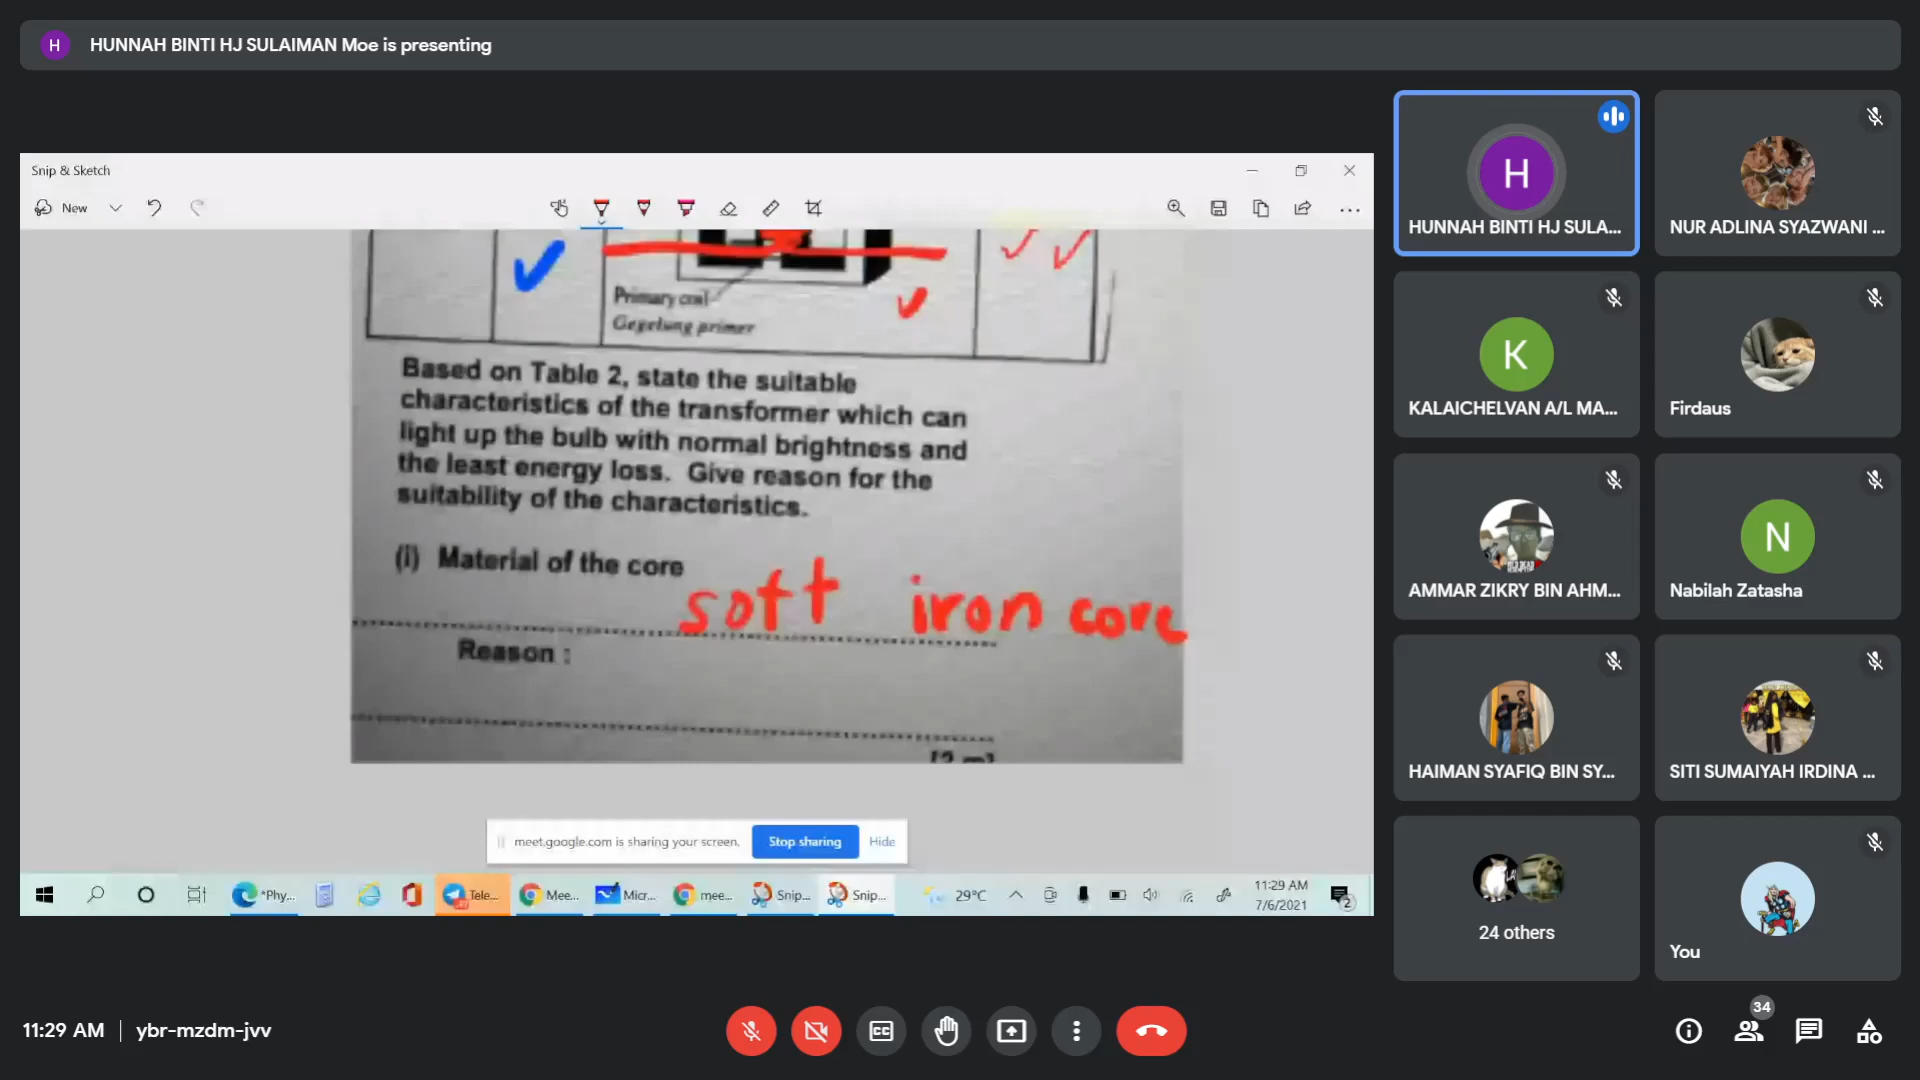 H HUNNAH BINTI HJ SULAIMAN Moe is presenting
Snip & Sketch
New
Primary coil
Gegelung primer
Based on Table 2, state the suitable
characteristics of the transformer which can
light up the bulb with normal brightness and
the least energy loss. Give reason for the
suitability of the characteristics.
(i) Material of the core
soft iron core
Reason :
meet.google.com is sharing your screen. Stop sharing Hide
*Phy... Tele... Mee... Micr... mee... Snip... Snip... 29°C 11:29 AM
7/6/2021 2
H
HUNNAH BINTI HJ SULA...
NUR ADLINA SYAZWANI ...
K
KALAICHELVAN A/L MA...
Firdaus
AMMAR ZIKRY BIN AHM...
N
Nabilah Zatasha
HAIMAN SYAFIQ BIN SY...
SITI SUMAIYAH IRDINA ...
24 others
You
11:29 AM | ybr-mzdm-jvv
CC
34